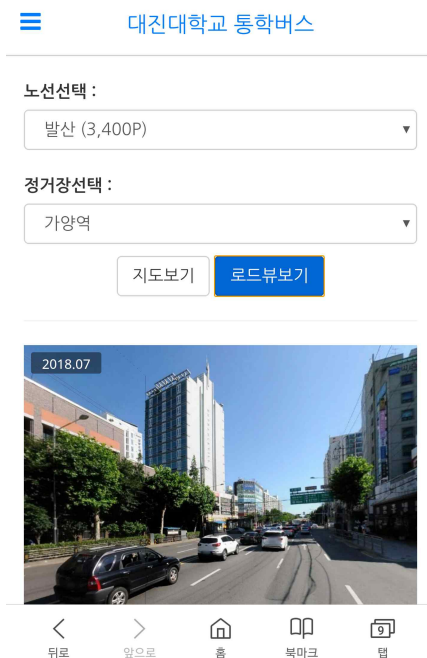 대진대학교 통학버스
노선선택 :
발산 (3,400P)
정거장선택 :
가양역
지도보기 로드뷰보기
2018.07
뒤로 앞으로 홈 북마크 9 탭